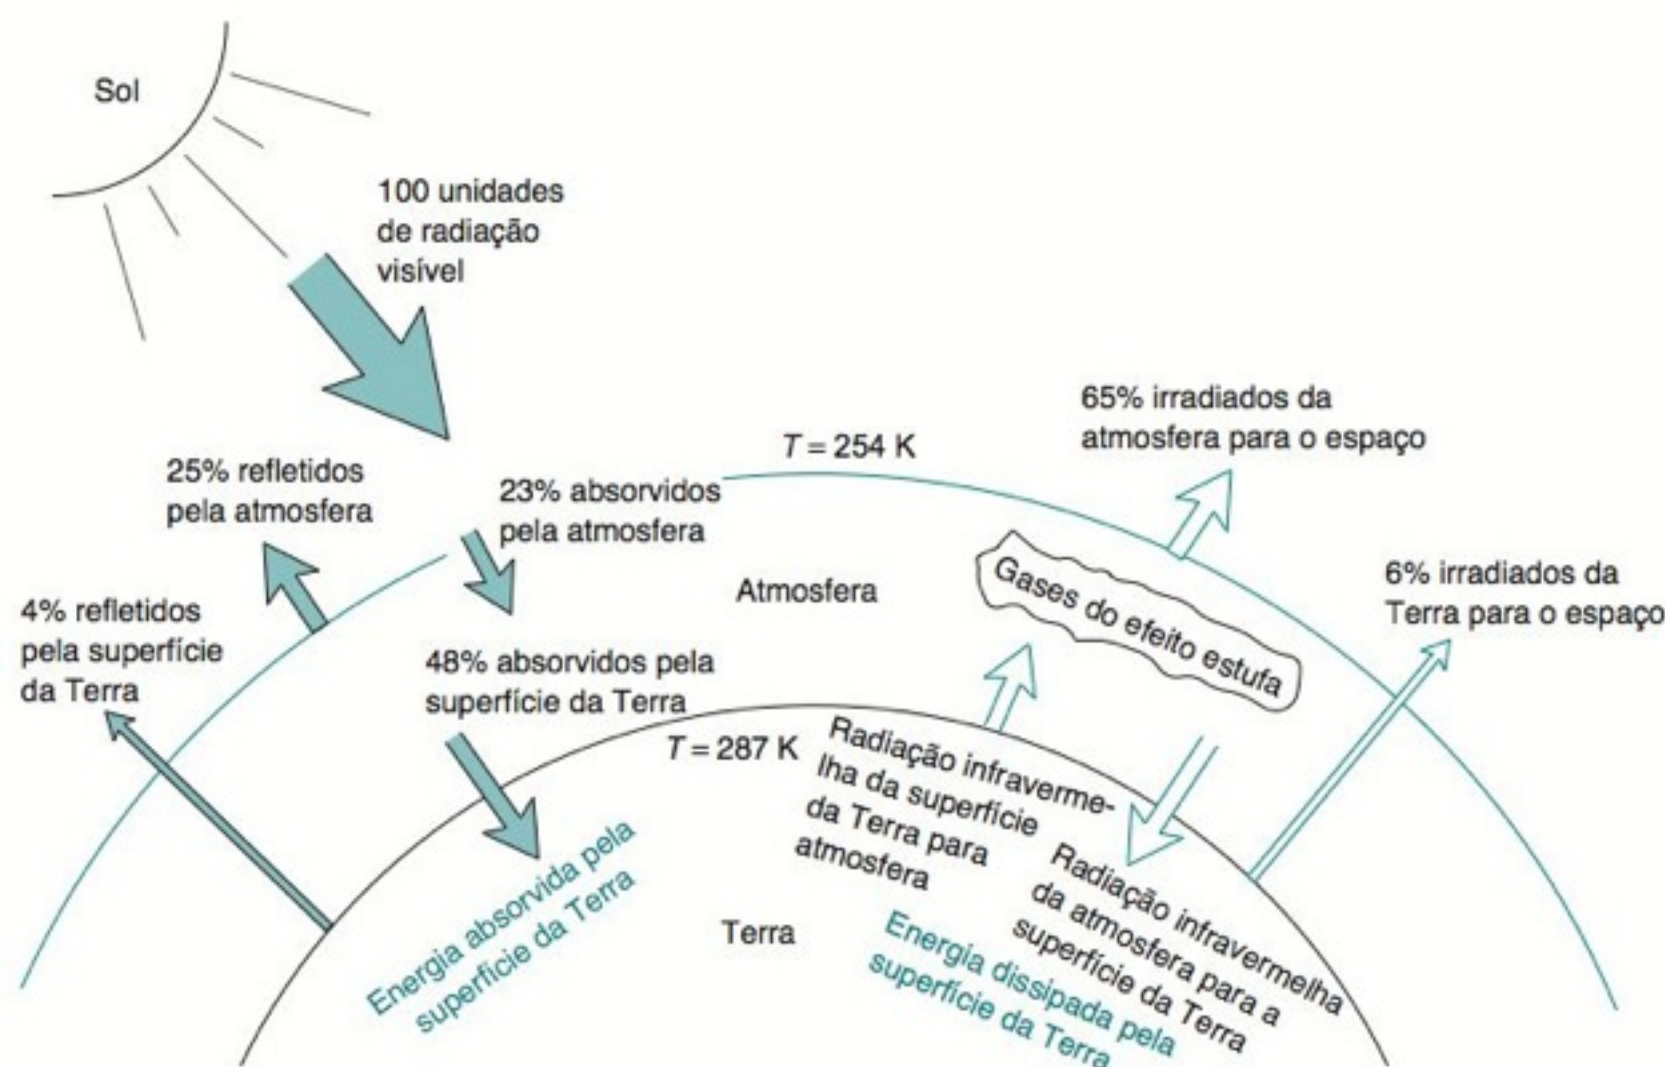 Sol
100 unidades
de radiação
visível
25% refletidos
pela atmosfera
4% refletidos
pela superfície
da Terra
23% absorvidos
pela atmosfera
48% absorvidos pela
superfície da Terra
T = 254 K
Atmosfera
65% irradiados da
atmosfera para o espaço
Gases do efeito estufa
6% irradiados da
Terra para o espaço
T = 287 K
Radiação infraverme-
lha da superfície
da Terra para
atmosfera
Radiação infravermelha
da atmosfera para a
superfície da Terra
Energia absorvida pela
superfície da Terra
Terra
Energia dissipada pela
superfície da Terra